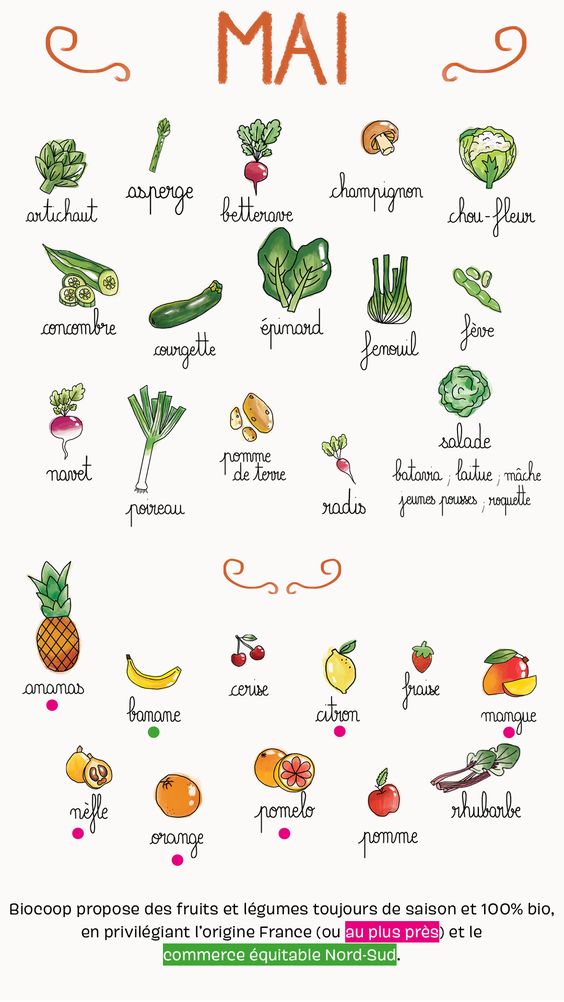 MAI
artichaut
asperge
betterave
champignon
chou-fleur
concombre
courgette
épinard
fenouil
fève
navet
poireau
pomme
de terre
radis
salade
batavia ; laitue ; mâche
jeunes pousses ; roquette
ananas
banane
cerise
citron
fraise
mangue
nèfle
orange
pomelo
pomme
rhubarbe
Biocoop propose des fruits et légumes toujours de saison et 100% bio,
en privilégiant l'origine France (ou au plus près) et le
commerce équitable Nord-Sud.